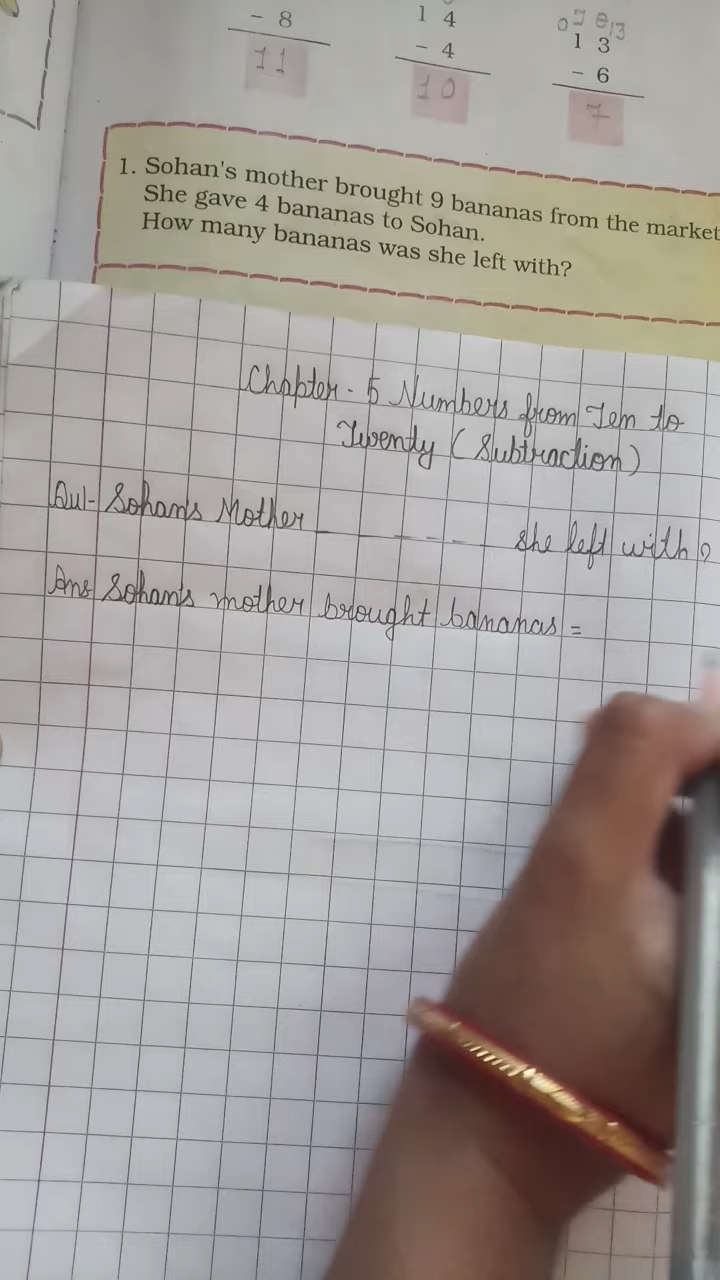 - 8
11
1 4
- 4
10
1 3
- 6
7
1. Sohan's mother brought 9 bananas from the market
She gave 4 bananas to Sohan.
How many bananas was she left with?
Chapter - 5 Numbers from Ten to
Twenty (Subtraction)
Qu1- Sohan's Mother _ _ _ _ _ she left with?
Ans Sohan's mother brought bananas =